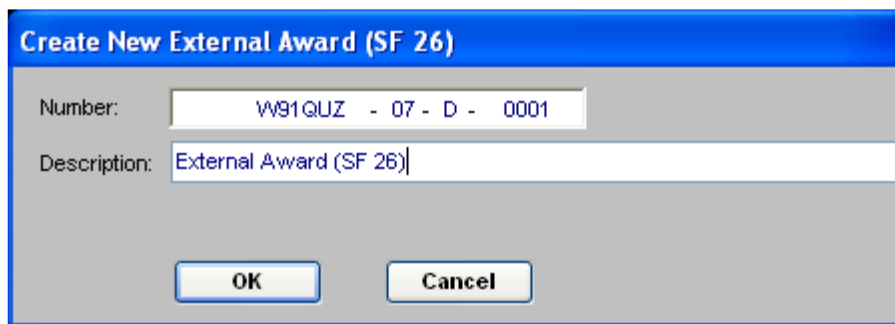 Create New External Award (SF 26)
Number: W91QUZ - 07 - D - 0001
Description: External Award (SF 26)
OK Cancel